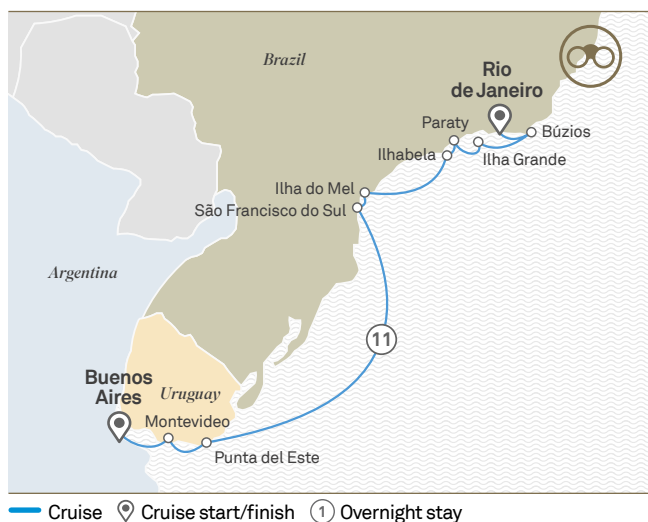 Brazil
Rio
de Janeiro
Paraty
Búzios
Ilhabela
Ilha Grande
Ilha do Mel
São Francisco do Sul
Argentina
11
Buenos
Aires
Uruguay
Montevideo
Punta del Este
Cruise
Cruise start/finish
1
Overnight stay